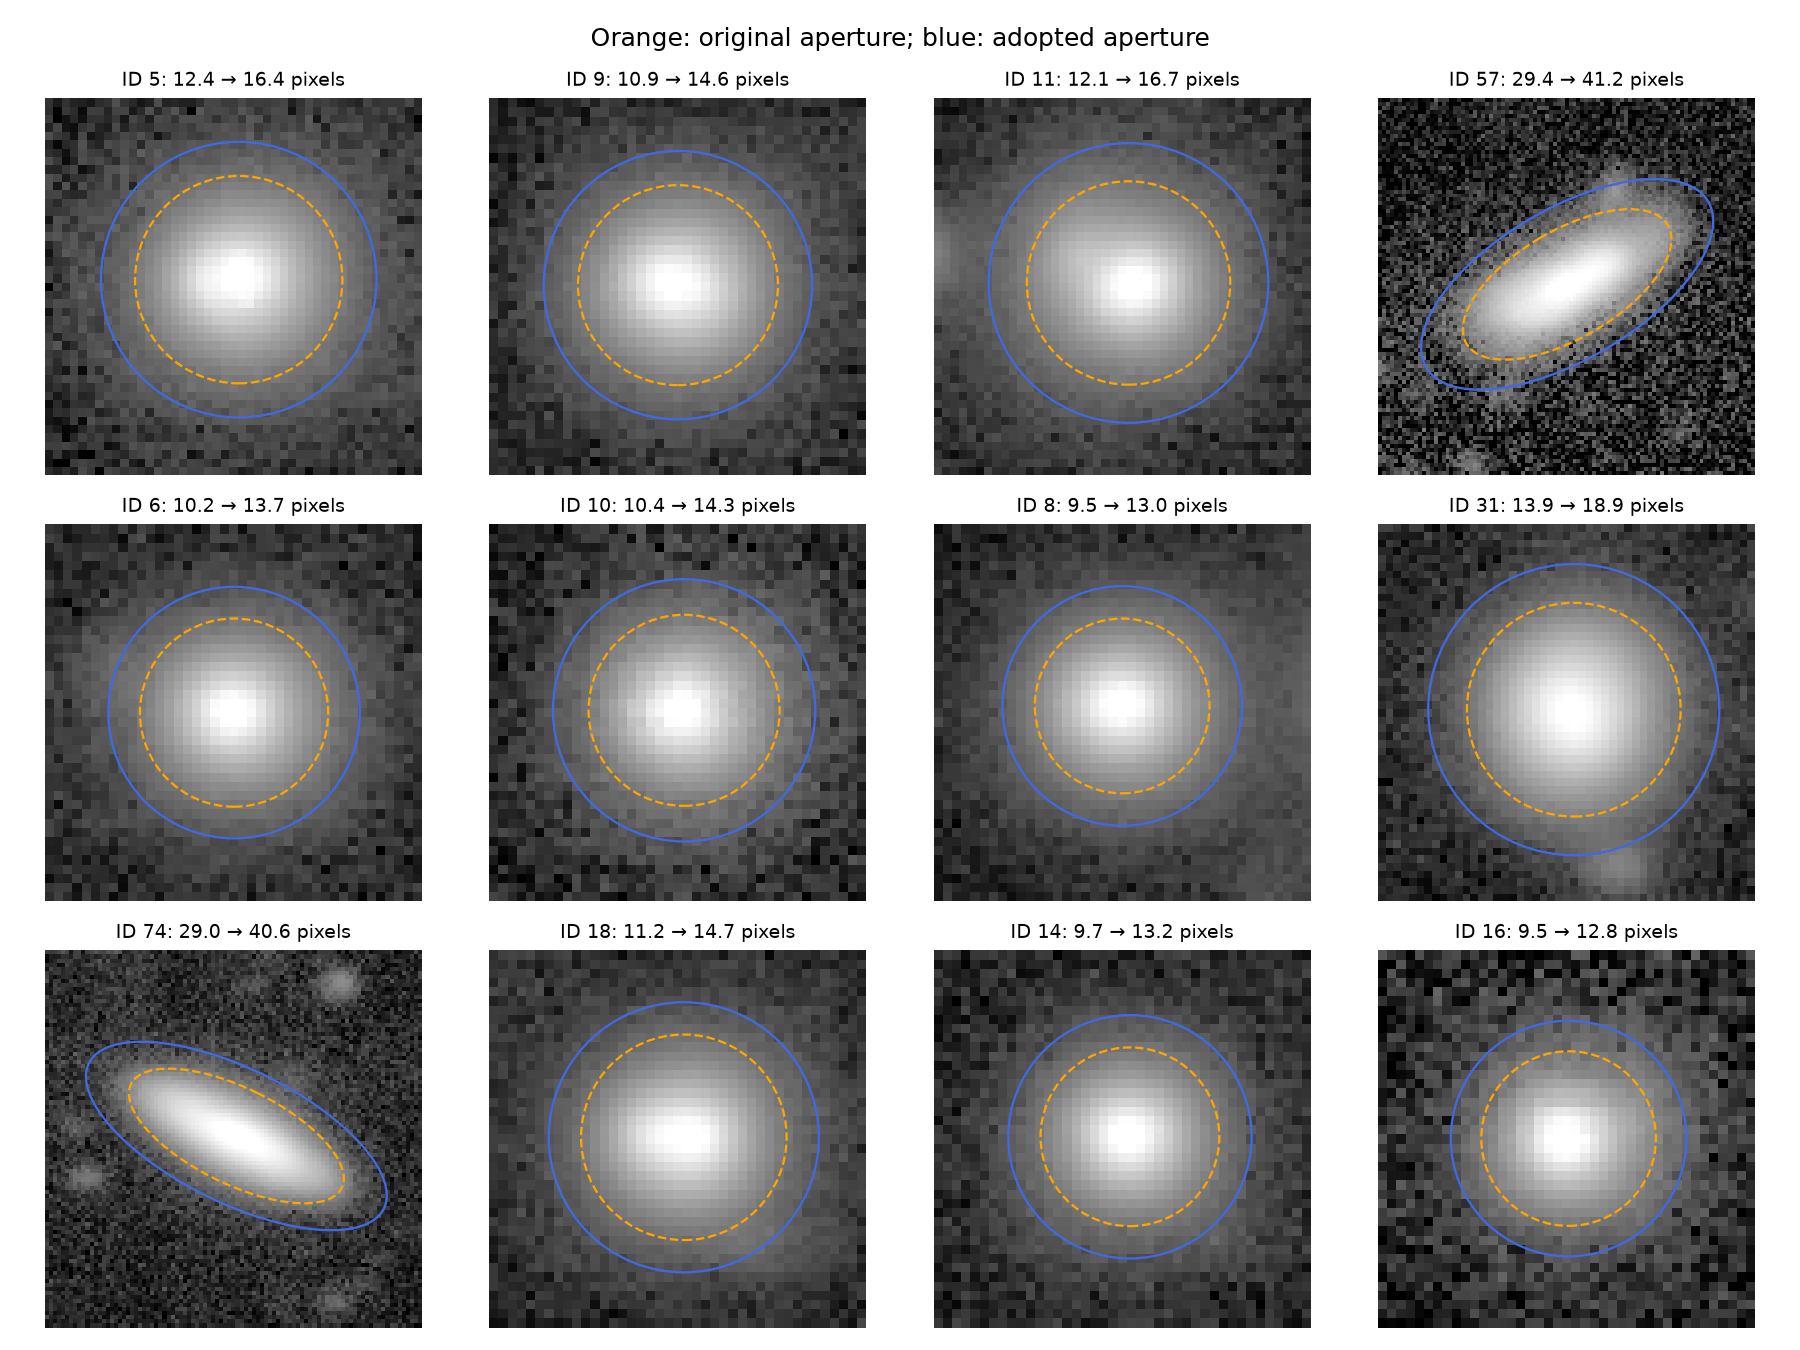 Orange: original aperture; blue: adopted aperture
ID 5: 12.4 → 16.4 pixels
ID 9: 10.9 → 14.6 pixels
ID 11: 12.1 → 16.7 pixels
ID 57: 29.4 → 41.2 pixels
ID 6: 10.2 → 13.7 pixels
ID 10: 10.4 → 14.3 pixels
ID 8: 9.5 → 13.0 pixels
ID 31: 13.9 → 18.9 pixels
ID 74: 29.0 → 40.6 pixels
ID 18: 11.2 → 14.7 pixels
ID 14: 9.7 → 13.2 pixels
ID 16: 9.5 → 12.8 pixels